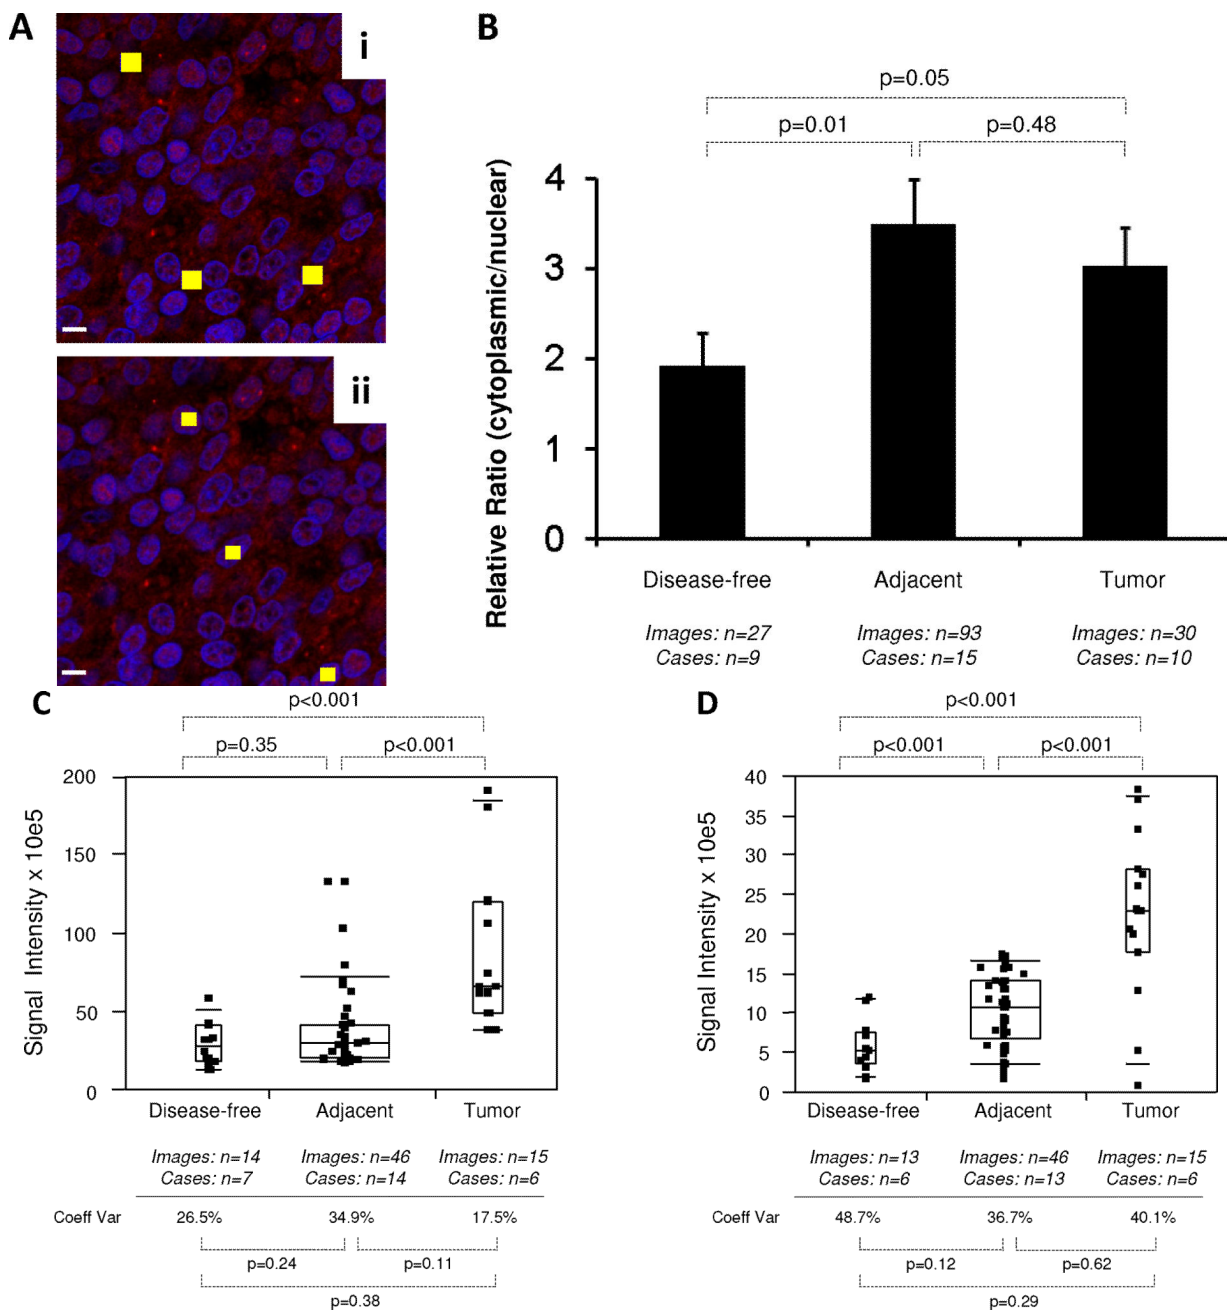 A
i
ii
B
p=0.05
p=0.01
p=0.48
Relative Ratio (cytoplasmic/nuclear)
4
3
2
1
0
Disease-free
Adjacent
Tumor
Images: n=27
Cases: n=9
Images: n=93
Cases: n=15
Images: n=30
Cases: n=10
C
p<0.001
p=0.35
p<0.001
Signal Intensity x 10e5
200
150
100
50
0
Disease-free
Adjacent
Tumor
Images: n=14
Cases: n=7
Images: n=46
Cases: n=14
Images: n=15
Cases: n=6
Coeff Var
26.5%
34.9%
17.5%
p=0.24
p=0.11
p=0.38
D
p<0.001
p<0.001
p<0.001
Signal Intensity x 10e5
40
35
30
25
20
15
10
5
0
Disease-free
Adjacent
Tumor
Images: n=13
Cases: n=6
Images: n=46
Cases: n=13
Images: n=15
Cases: n=6
Coeff Var
48.7%
36.7%
40.1%
p=0.12
p=0.62
p=0.29